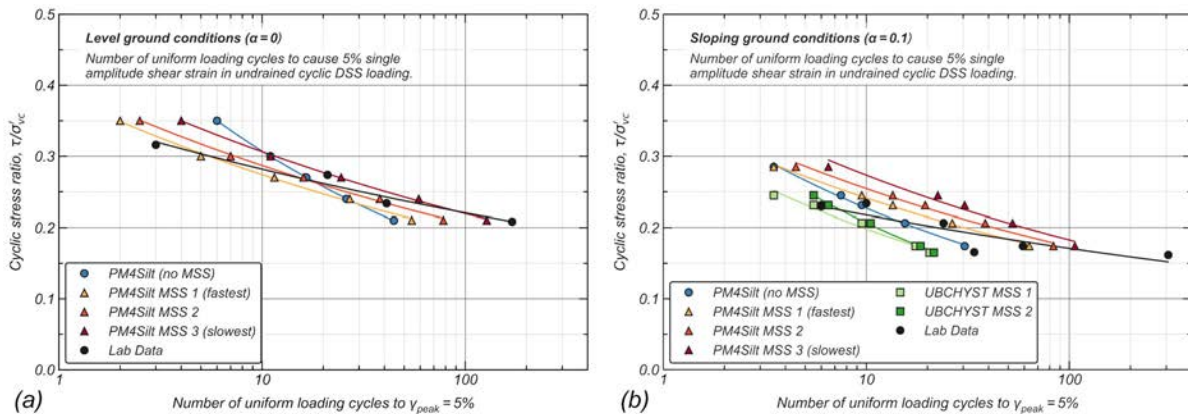 Level ground conditions (α=0)
Number of uniform loading cycles to cause 5% single
amplitude shear strain in undrained cyclic DSS loading.
0.5
0.4
0.3
0.2
0.1
0.0
Cyclic stress ratio, τ/σ'vc
PM4Silt (no MSS)
PM4Silt MSS 1 (fastest)
PM4Silt MSS 2
PM4Silt MSS 3 (slowest)
Lab Data
1
10
100
(a)
Number of uniform loading cycles to γpeak = 5%
Sloping ground conditions (α=0.1)
Number of uniform loading cycles to cause 5% single
amplitude shear strain in undrained cyclic DSS loading.
0.5
0.4
0.3
0.2
0.1
0.0
Cyclic stress ratio, τ/σ'vc
PM4Silt (no MSS)
PM4Silt MSS 1 (fastest)
PM4Silt MSS 2
PM4Silt MSS 3 (slowest)
UBCHYST MSS 1
UBCHYST MSS 2
Lab Data
1
10
100
(b)
Number of uniform loading cycles to γpeak = 5%